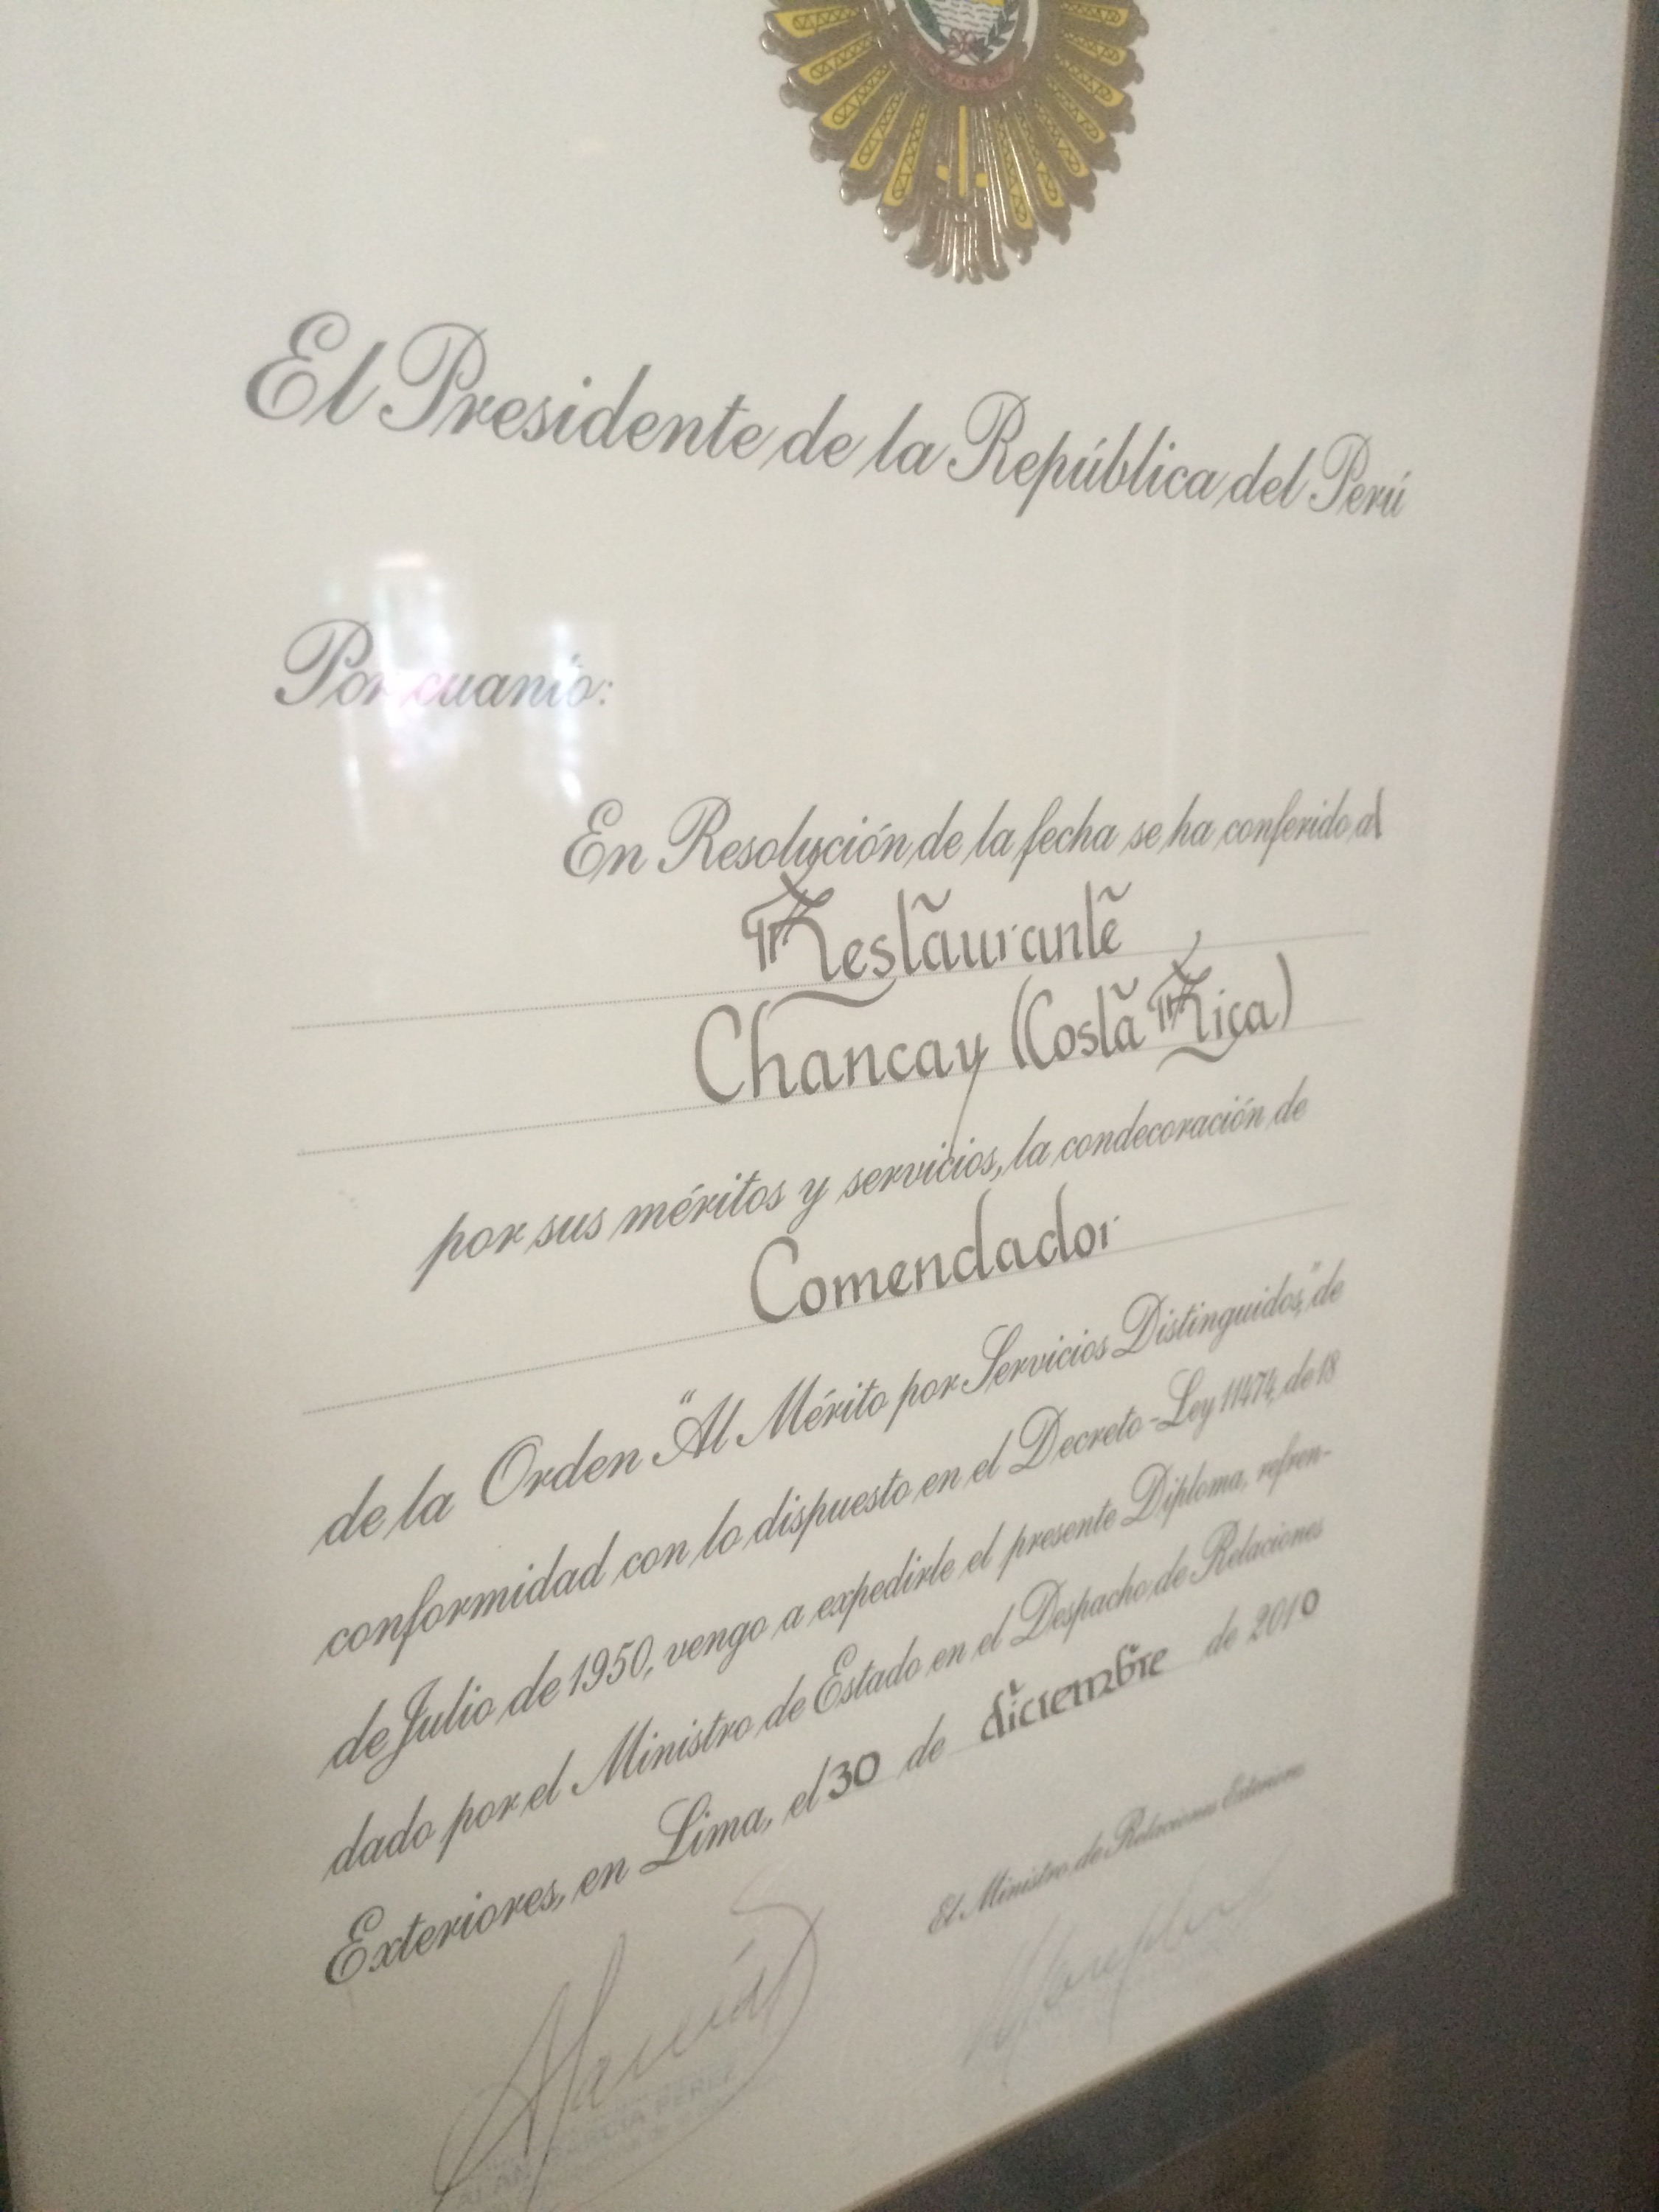 El Presidente de la República del Perú
Por cuanto:
En Resolución de la fecha se ha conferido al
Restaurante
Chancay (Costa Rica)
por sus méritos y servicios, la condecoración de
Comendador
de la Orden "Al Mérito por Servicios Distinguidos," de
conformidad con lo dispuesto en el Decreto-Ley 11474, de 18
de Julio de 1950, vengo a expedirle el presente Diploma, refren-
dado por el Ministro de Estado en el Despacho de Relaciones
Exteriores, en Lima, el 30 de diciembre de 2010
El Ministro de Relaciones Exteriores
ALAN GARCÍA PÉREZ